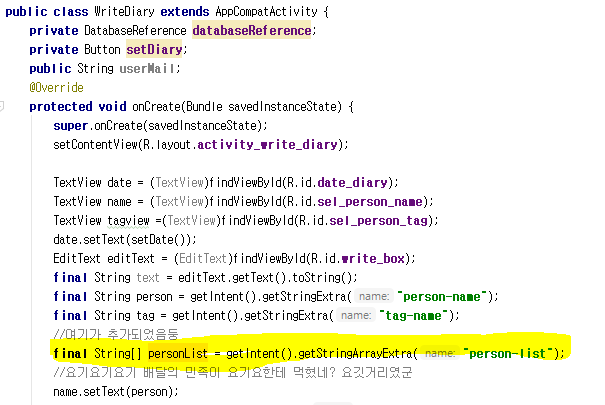 public class WriteDiary extends AppCompatActivity {
private DatabaseReference databaseReference;
private Button setDiary;
public String userMail;
@Override
protected void onCreate(Bundle savedInstanceState) {
super.onCreate(savedInstanceState);
setContentView(R.layout.activity_write_diary);
TextView date = (TextView)findViewById(R.id.date_diary);
TextView name = (TextView)findViewById(R.id.sel_person_name);
TextView tagview =(TextView)findViewById(R.id.sel_person_tag);
date.setText(setDate());
EditText editText = (EditText)findViewById(R.id.write_box);
final String text = editText.getText().toString();
final String person = getIntent().getStringExtra( name: "person-name");
final String tag = getIntent().getStringExtra( name: "tag-name");
//여기가 추가되었음둥
final String[] personList = getIntent().getStringArrayExtra( name: "person-list");
//요기요기요기 배달의 민족이 요기요한테 먹혔네? 요깃거리였군
name.setText(person);